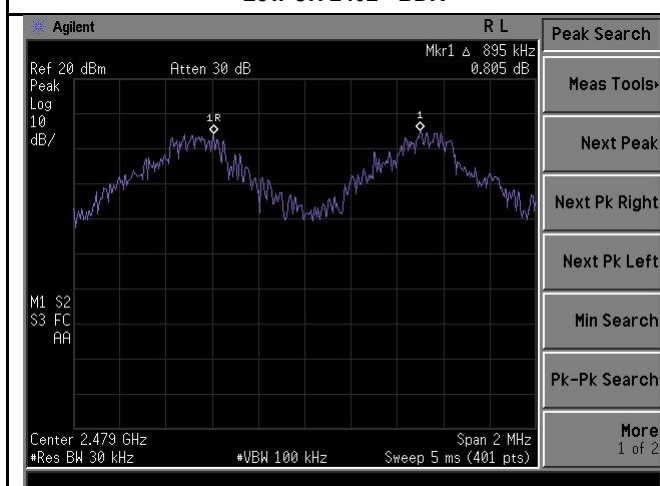 Agilent
R L
Mkr1 Δ 895 kHz
Ref 20 dBm
Atten 30 dB
0.805 dB
Peak
Log
10
dB/
1R
1
M1 S2
S3 FC
AA
Center 2.479 GHz
Span 2 MHz
#Res BW 30 kHz
#VBW 100 kHz
Sweep 5 ms (401 pts)
Peak Search
Meas Tools
Next Peak
Next Pk Right
Next Pk Left
Min Search
Pk-Pk Search
More
1 of 2